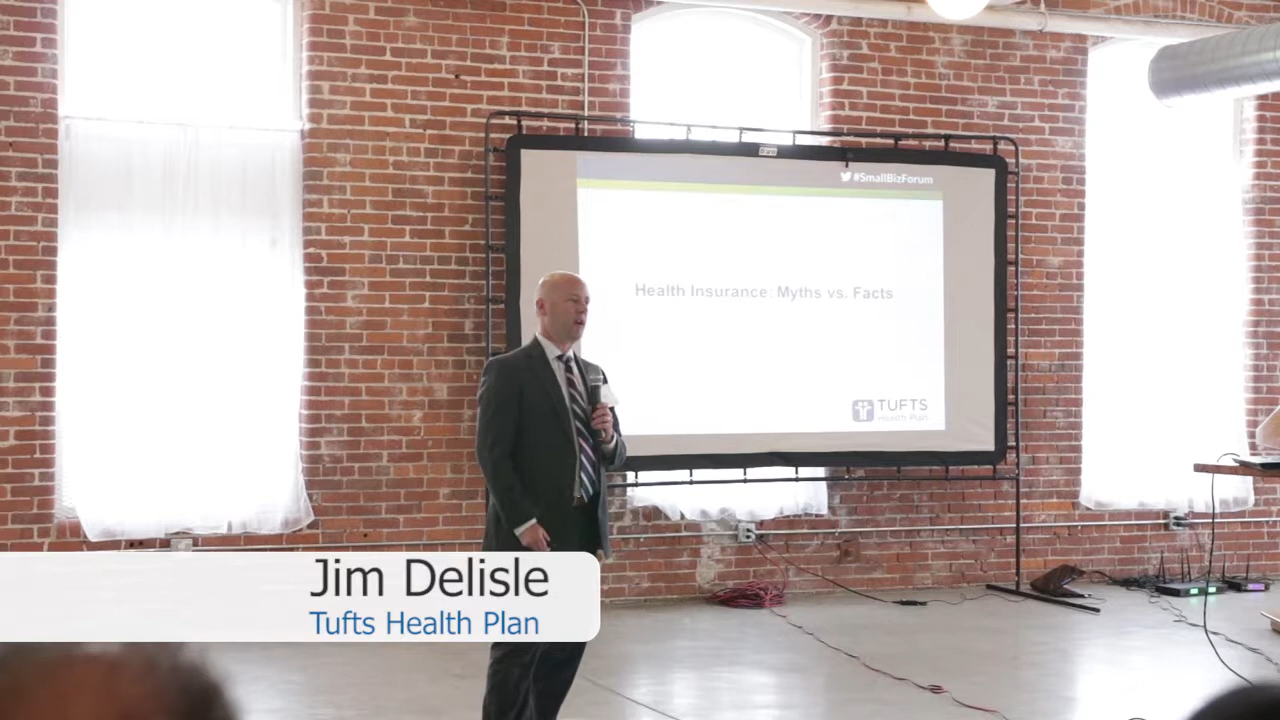 #SmallBizForum
Health Insurance: Myths vs. Facts
TUFTS
Health Plan
Jim Delisle
Tufts Health Plan